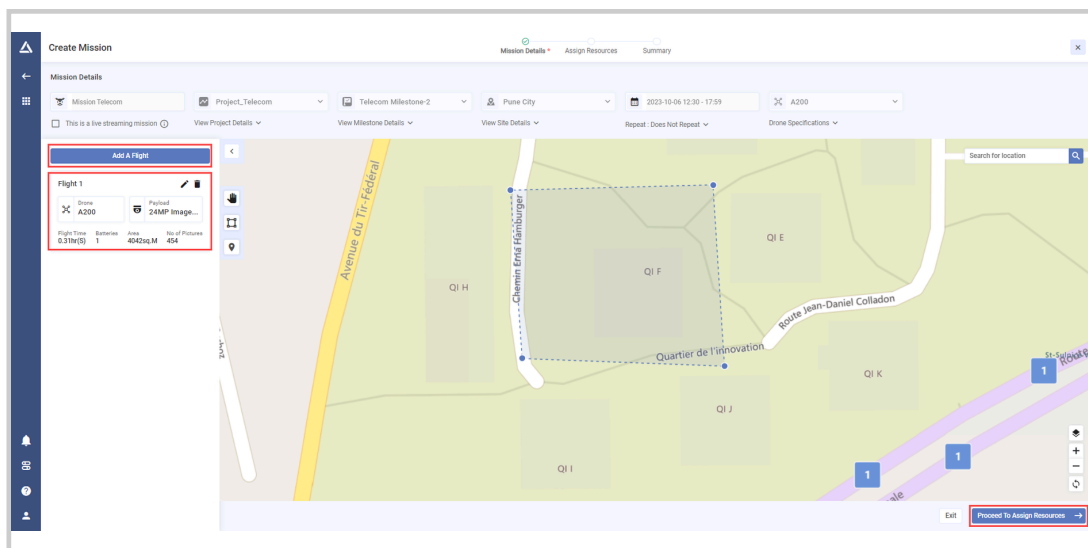 Create Mission
Mission Details *
Assign Resources
Summary
Mission Details
Mission Telecom
Project_Telecom
Telecom Milestone-2
Pune City
2023-10-06 12:30 - 17:59
A200
This is a live streaming mission
View Project Details
View Milestone Details
View Site Details
Repeat : Does Not Repeat
Drone Specifications
Add A Flight
Search for location
Flight 1
Drone
A200
Payload
24MP Image...
Flight Time
0.31hr(S)
Batteries
1
Area
4042sq.M
No of Pictures
454
Avenue du Tir-Fédéral
Chemin Erna Hamburger
QI E
QI F
QI H
Route Jean-Daniel Colladon
Quartier de l'innovation
Route
1
QI K
QI J
1
QI I
1
Exit
Proceed To Assign Resources